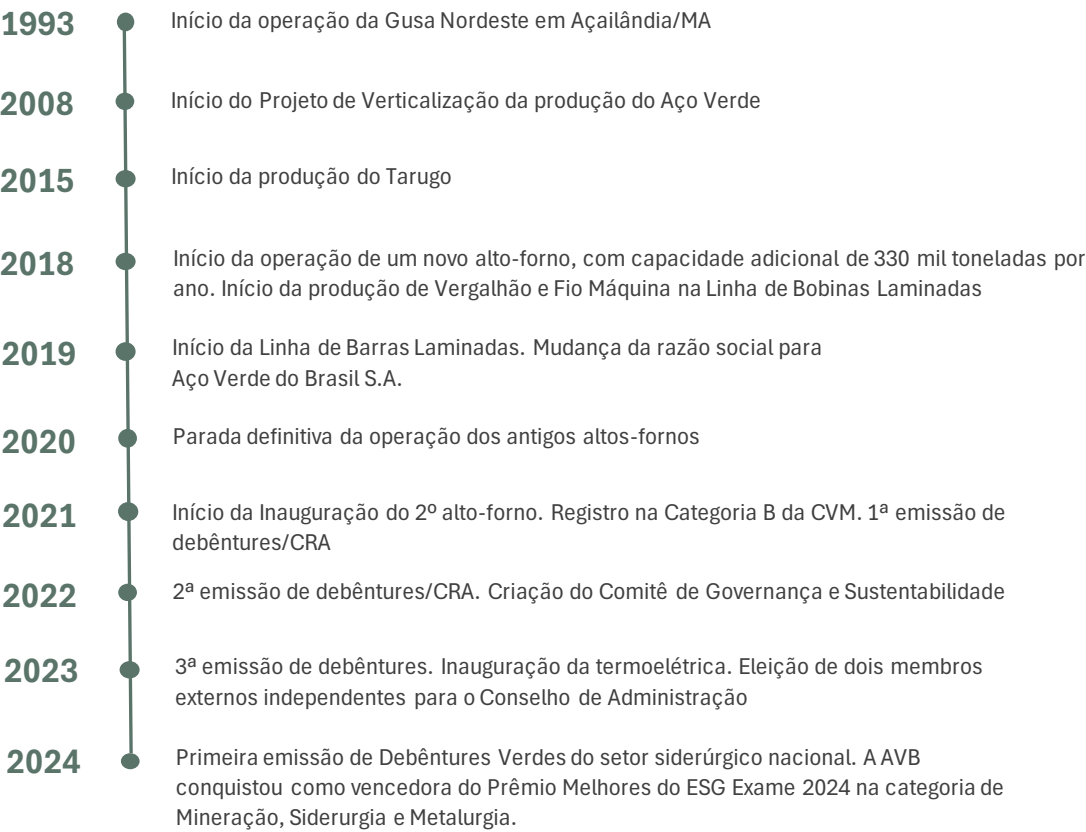 1993
Início da operação da Gusa Nordeste em Açailândia/MA
2008
Início do Projeto de Verticalização da produção do Aço Verde
2015
Início da produção do Tarugo
2018
Início da operação de um novo alto-forno, com capacidade adicional de 330 mil toneladas por
ano. Início da produção de Vergalhão e Fio Máquina na Linha de Bobinas Laminadas
2019
Início da Linha de Barras Laminadas. Mudança da razão social para
Aço Verde do Brasil S.A.
2020
Parada definitiva da operação dos antigos altos-fornos
2021
Início da Inauguração do 2º alto-forno. Registro na Categoria B da CVM. 1ª emissão de
debêntures/CRA
2022
2ª emissão de debêntures/CRA. Criação do Comitê de Governança e Sustentabilidade
2023
3ª emissão de debêntures. Inauguração da termoelétrica. Eleição de dois membros
externos independentes para o Conselho de Administração
2024
Primeira emissão de Debêntures Verdes do setor siderúrgico nacional. A AVB
conquistou como vencedora do Prêmio Melhores do ESG Exame 2024 na categoria de
Mineração, Siderurgia e Metalurgia.